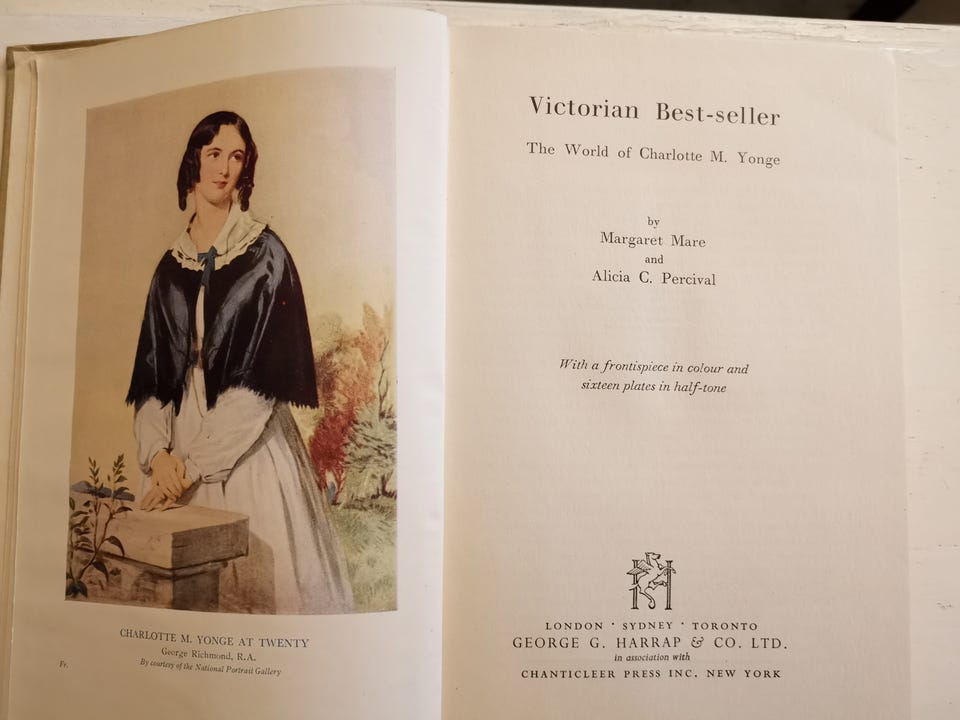 CHARLOTTE M. YONGE AT TWENTY
George Richmond, R.A.
By courtesy of the National Portrait Gallery
Fr.
Victorian Best-seller
The World of Charlotte M. Yonge
by
Margaret Mare
and
Alicia C. Percival
With a frontispiece in colour and
sixteen plates in half-tone
H
LONDON · SYDNEY · TORONTO
GEORGE G. HARRAP & CO. LTD.
in association with
CHANTICLEER PRESS INC. NEW YORK